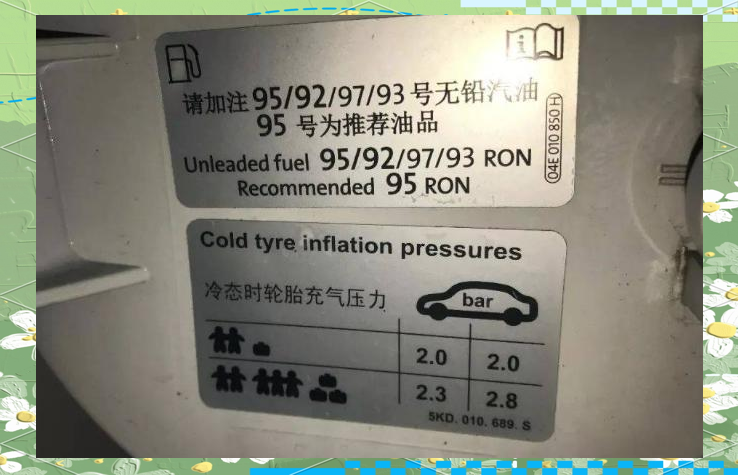 请加注 95/92/97/93 号无铅汽油
95 号为推荐油品
Unleaded fuel 95/92/97/93 RON
Recommended 95 RON
04E 010 850 H
Cold tyre inflation pressures
冷态时轮胎充气压力
bar
2.0 2.0
2.3 2.8
5KD. 010. 689. S